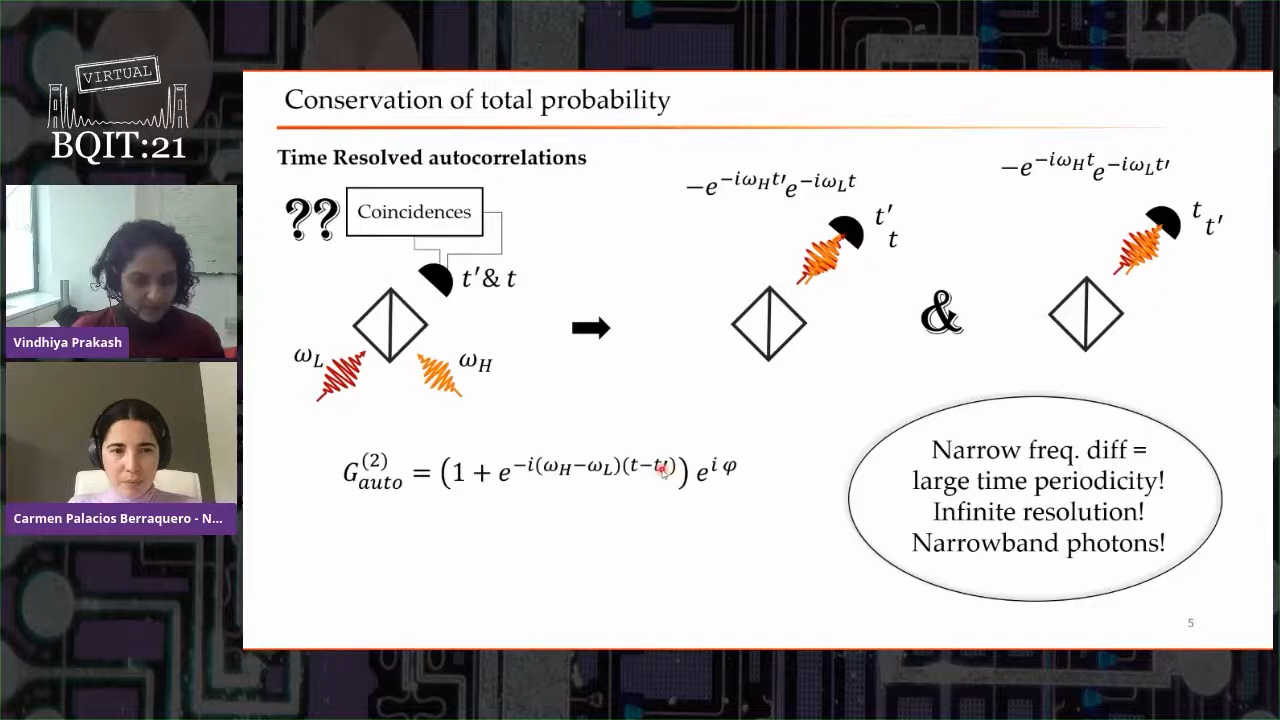 VIRTUAL
BQIT:21
Vindhiya Prakash
Carmen Palacios Berraquero - N...
Conservation of total probability
Time Resolved autocorrelations
?? Coincidences
t′& t
ω_L
ω_H
−e^{−iω_H t′}e^{−iω_L t}
t′
t
&
−e^{−iω_H t}e^{−iω_L t′}
t
t′
G^{(2)}_{auto} = (1 + e^{−i(ω_H−ω_L)(t−t′)}) e^{i φ}
Narrow freq. diff =
large time periodicity!
Infinite resolution!
Narrowband photons!
5